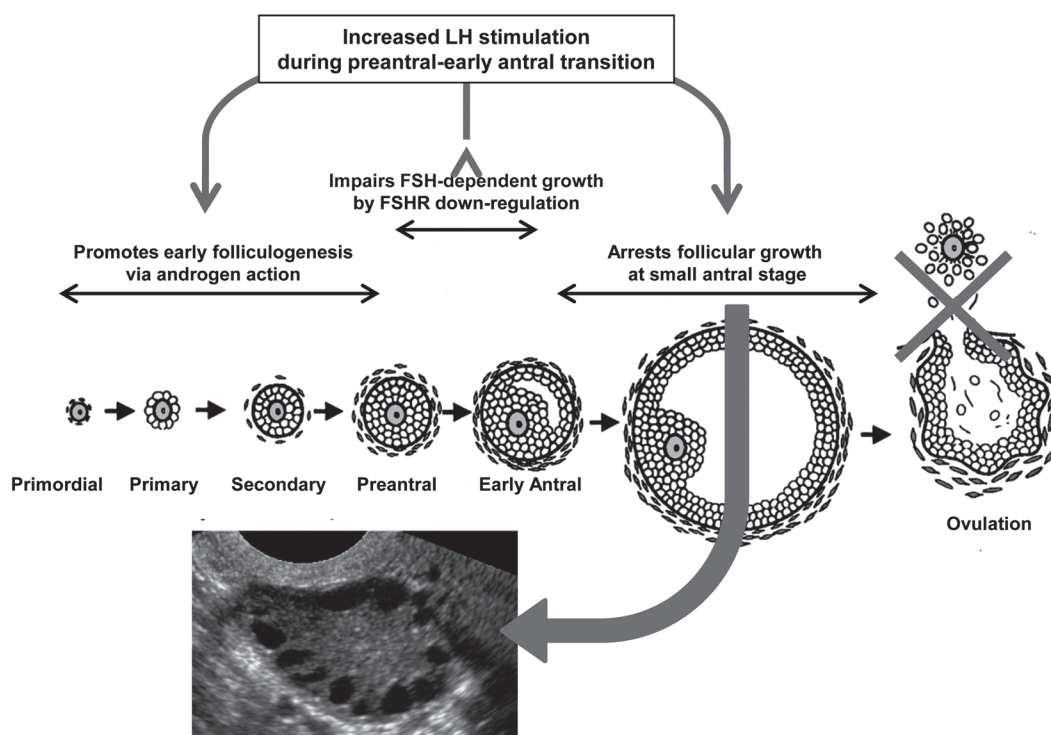 Increased LH stimulation
during preantral-early antral transition
Impairs FSH-dependent growth
by FSHR down-regulation
Promotes early folliculogenesis
via androgen action
Arrests follicular growth
at small antral stage
Primordial
Primary
Secondary
Preantral
Early Antral
Ovulation